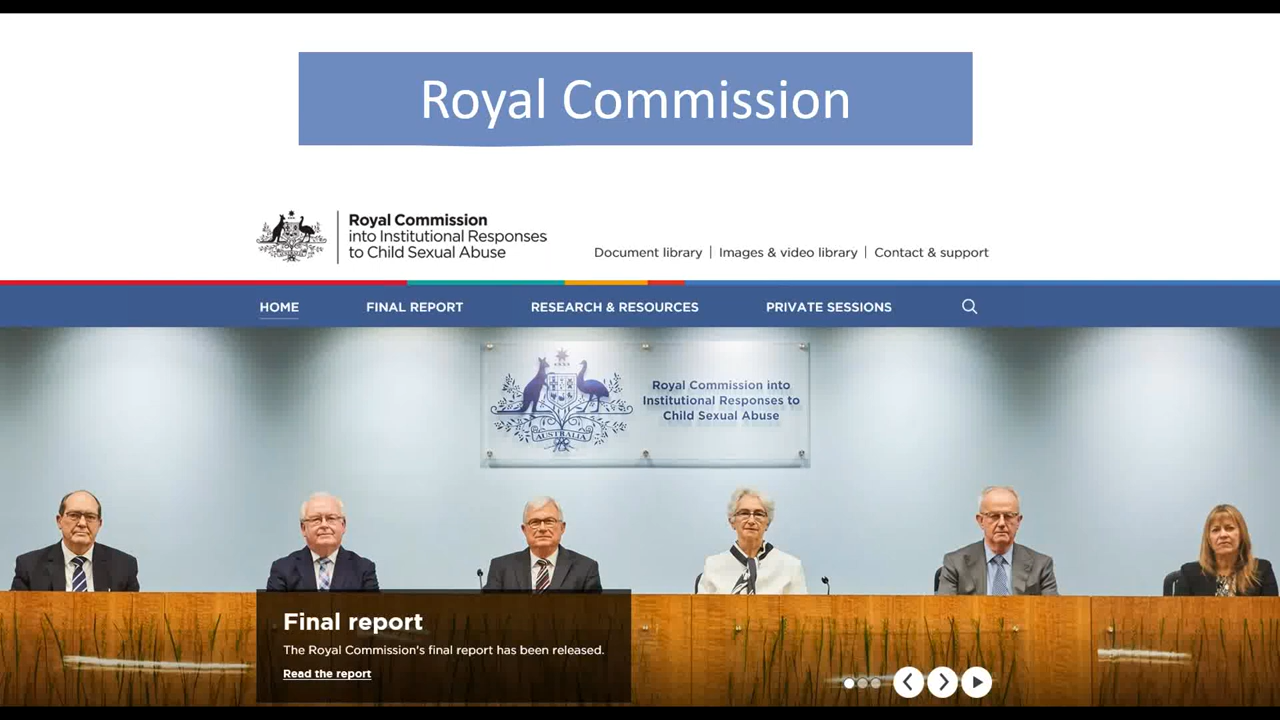 Royal Commission
Royal Commission
into Institutional Responses
to Child Sexual Abuse
Document library | Images & video library | Contact & support
HOME FINAL REPORT RESEARCH & RESOURCES PRIVATE SESSIONS
Royal Commission into
Institutional Responses to
Child Sexual Abuse
AUSTRALIA
Final report
The Royal Commission's final report has been released.
Read the report